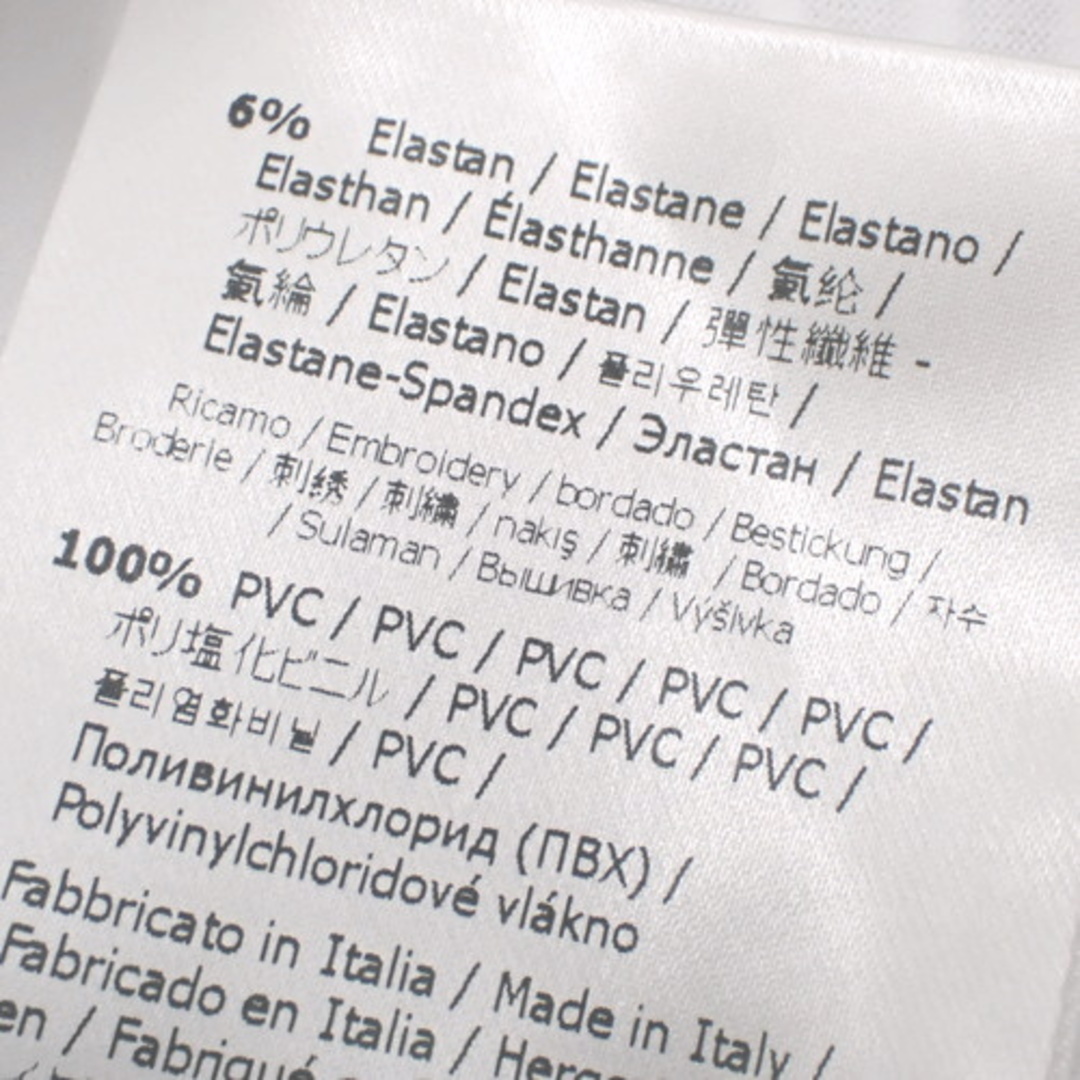 6% Elastan / Elastane / Elastano /
Elasthan / Élasthanne / 氨纶 /
ポリウレタン / Elastan / 彈性纖維 -
氨綸 / Elastano / 폴리우레탄 /
Elastane-Spandex / Эластан / Elastan
Ricamo / Embroidery / bordado / Bestickung /
Broderie / 刺绣 / 刺繡 / nakış / 刺繡 / Bordado / 자수
/ Sulaman / Вышивка / Výšivka
100% PVC / PVC / PVC / PVC / PVC /
ポリ塩化ビニル / PVC / PVC / PVC /
폴리염화비닐 / PVC /
Поливинилхлорид (ПВХ) /
Polyvinylchloridové vlákno
Fabbricato in Italia / Made in Italy /
Fabricado en Italia /
en / Fabriqué